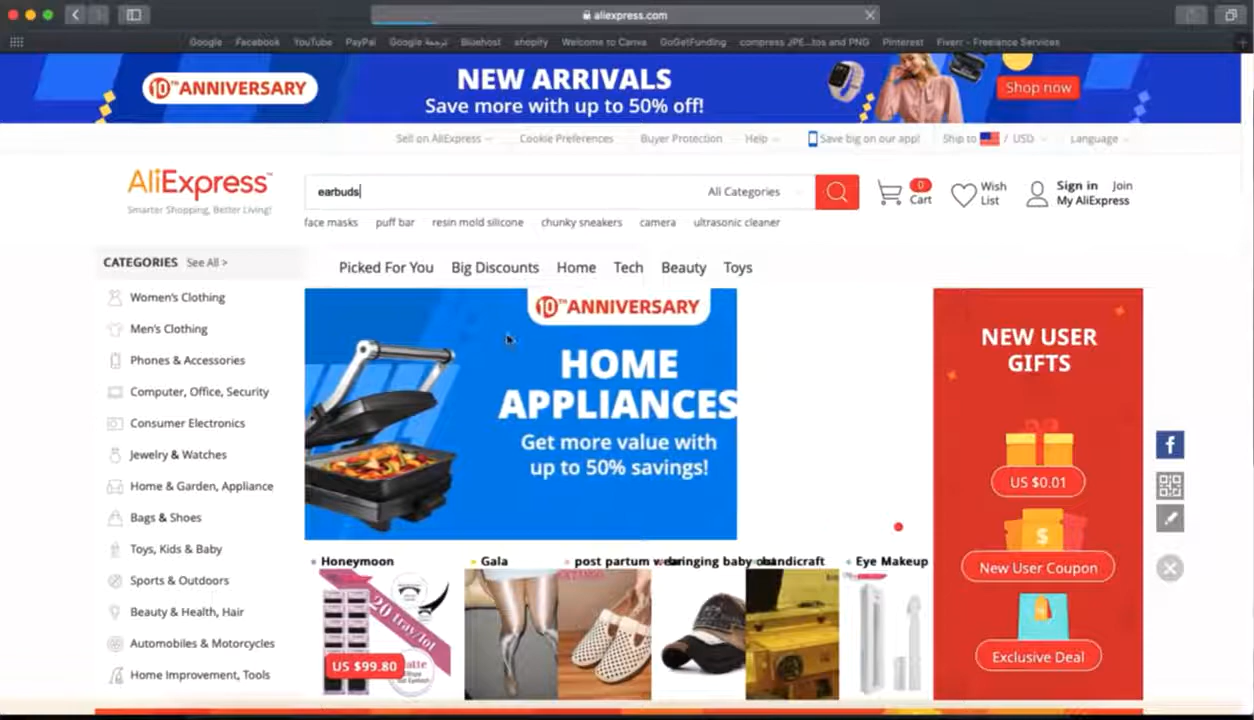 aliexpress.com
Google Facebook YouTube PayPal Google ترجمة Bluehost shopify Welcome to Canva GoGetFunding compress JPE...tos and PNG Pinterest Fiverr - Freelance Services
10TH ANNIVERSARY
NEW ARRIVALS
Save more with up to 50% off!
Shop now
Sell on AliExpress Cookie Preferences Buyer Protection Help Save big on our app! Ship to / USD Language
AliExpress™
Smarter Shopping, Better Living!
earbuds
All Categories
0
Cart
Wish
List
Sign in Join
My AliExpress
face masks puff bar resin mold silicone chunky sneakers camera ultrasonic cleaner
CATEGORIES See All >
Picked For You Big Discounts Home Tech Beauty Toys
Women's Clothing
Men's Clothing
Phones & Accessories
Computer, Office, Security
Consumer Electronics
Jewelry & Watches
Home & Garden, Appliance
Bags & Shoes
Toys, Kids & Baby
Sports & Outdoors
Beauty & Health, Hair
Automobiles & Motorcycles
Home Improvement, Tools
10TH ANNIVERSARY
HOME
APPLIANCES
Get more value with
up to 50% savings!
NEW USER
GIFTS
US $0.01
$
New User Coupon
Exclusive Deal
Honeymoon
Gala
post partum
bringing baby
handicraft
Eye Makeup
20 tray/lot
US $99.80